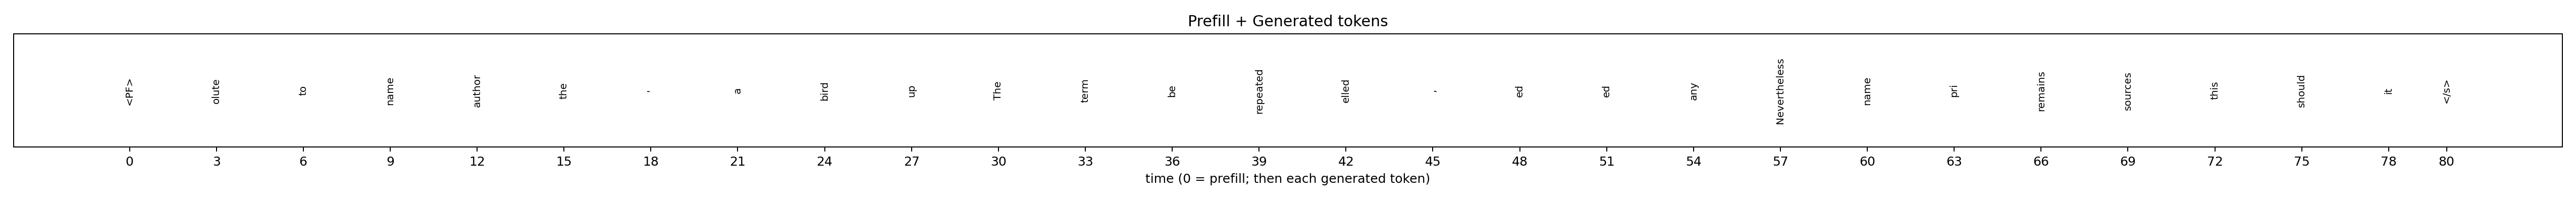 Prefill + Generated tokens
<PF> olute to name author the - a bird up The term be repeated elled - ed ed any Nevertheless name pri remains sources this should it </s>
0 3 6 9 12 15 18 21 24 27 30 33 36 39 42 45 48 51 54 57 60 63 66 69 72 75 78 80
time (0 = prefill; then each generated token)